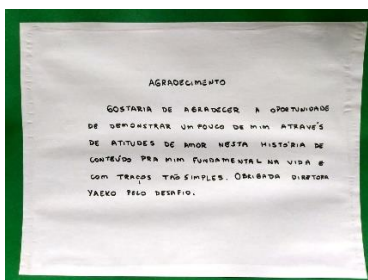 AGRADECIMENTO
GOSTARIA DE AGRADECER A OPORTUNIDADE
DE DEMONSTRAR UM POUCO DE MIM ATRAVÉS
DE ATITUDES DE AMOR NESTA HISTÓRIA DE
CONTEÚDO PRA MIM FUNDAMENTAL NA VIDA E
COM TRAÇOS TÃO SIMPLES. OBRIGADA DIRETORA
YAEKO PELO DESAFIO.